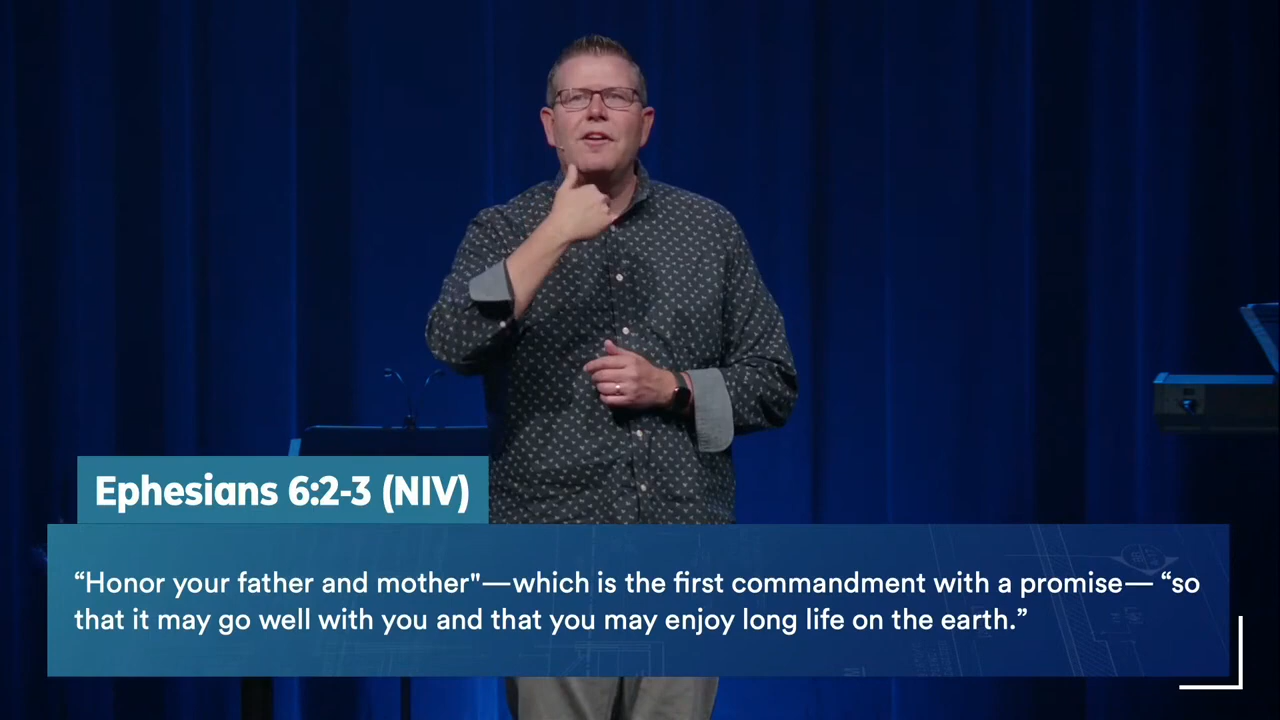 Ephesians 6:2-3 (NIV)
“Honor your father and mother"—which is the first commandment with a promise— “so
that it may go well with you and that you may enjoy long life on the earth.”